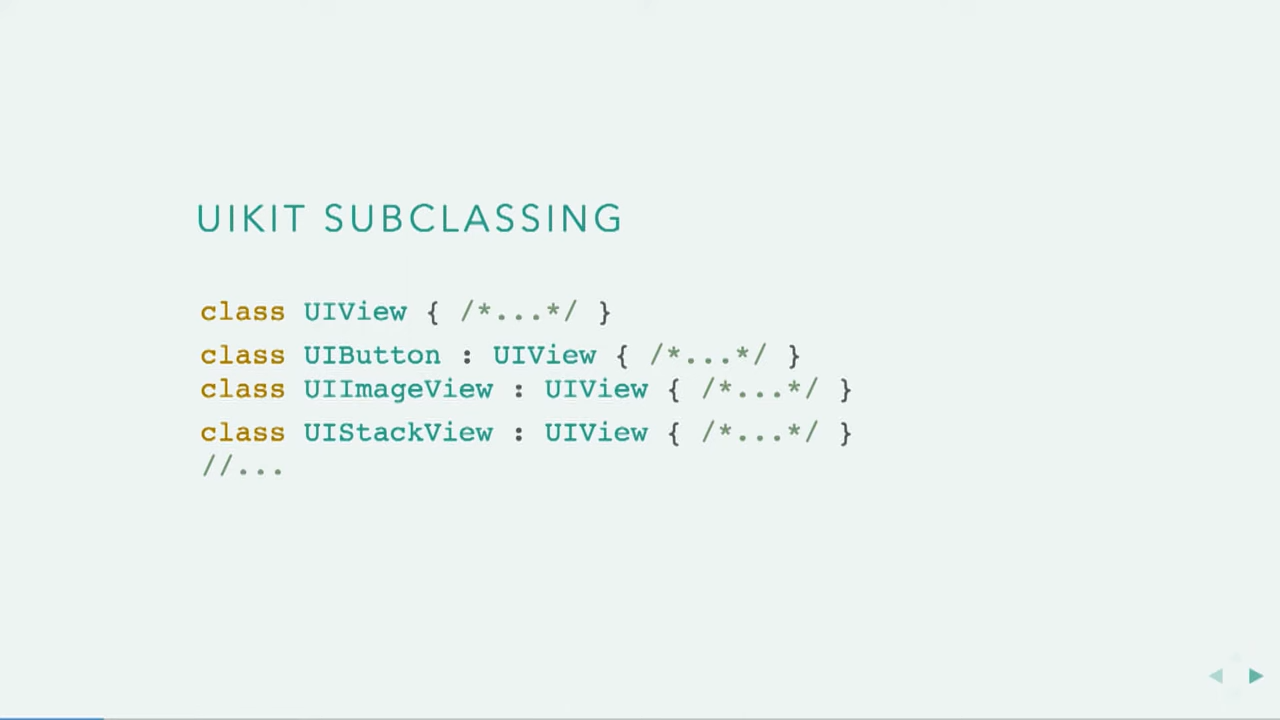 UIKIT SUBCLASSING
class UIView { /*...*/ }
class UIButton : UIView { /*...*/ }
class UIImageView : UIView { /*...*/ }
class UIStackView : UIView { /*...*/ }
//...